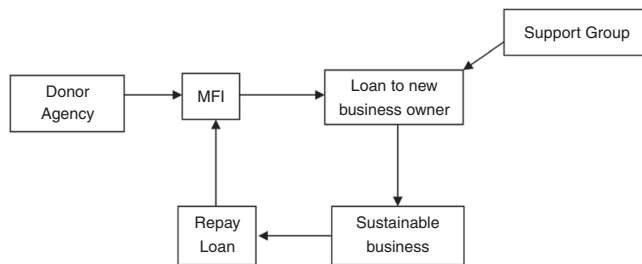 Support Group
Donor
Agency
MFI
Loan to new
business owner
Repay
Loan
Sustainable
business